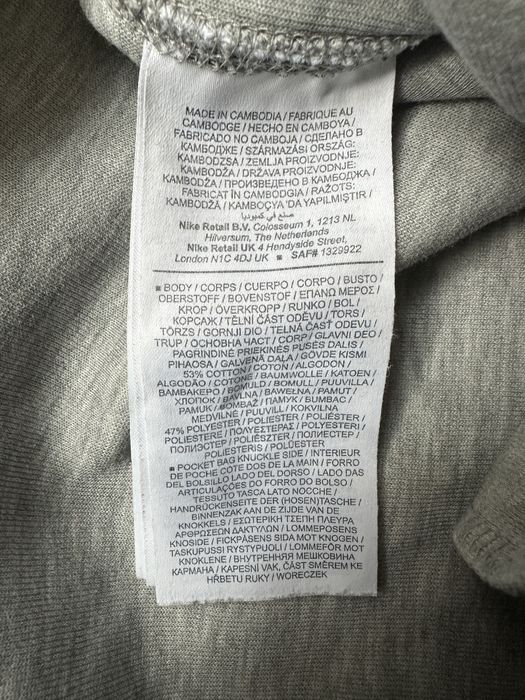 MADE IN CAMBODIA / FABRIQUE AU
CAMBODGE / HECHO EN CAMBOYA /
FABRICADO NO CAMBOJA / СДЕЛАНО В
КАМБОДЖЕ / SZÁRMAZÁSI ORSZÁG:
KAMBODZSA / ZEMLJA PROIZVODNJE:
KAMBODŽA / DRŽAVA PROIZVODNJE:
KAMBODŽA / ПРОИЗВЕДЕНО В КАМБОДЖА /
FABRICAT ÎN CAMBODGIA / RAŽOTS:
KAMBODŽĀ / KAMBOÇYA 'DA YAPILMIŞTIR /
صنع في كمبوديا
Nike Retail B.V. Colosseum 1, 1213 NL
Hilversum, The Netherlands
Nike Retail UK 4 Handyside Street,
London N1C 4DJ UK ■ SAF# 1329922
■ BODY / CORPS / CUERPO / CORPO / BUSTO /
OBERSTOFF / BOVENSTOF / ΕΠΑΝΩ ΜΕΡΟΣ /
KROP / ÖVERKROPP / RUNKO / BOL /
КОРСАЖ / TĚLNÍ ČÁST ODĚVU / TORS /
TÖRZS / GORNJI DIO / TELNÁ ČASŤ ODEVU /
TRUP / ОСНОВНА ЧАСТ / CORP / GLAVNI DEO /
PAGRINDINĖ PRIEKINĖS PUSĖS DALIS /
PIHAOSA / GALVENĀ DAĻA / GÖVDE KISMI
53% COTTON / COTON / ALGODÓN /
ALGODÃO / COTONE / BAUMWOLLE / KATOEN /
ΒΑΜΒΑΚΕΡΟ / BOMULD / BOMULL / PUUVILLA /
ХЛОПОК / BAVLNA / BAWEŁNA / PAMUT /
PAMUK / BOMBAŽ / ПАМУК / BUMBAC /
MEDVILNĖ / PUUVILL / KOKVILNA
47% POLYESTER / POLIESTER / POLIÉSTER /
POLIESTERE / ΠΟΛΥΕΣΤΕΡΑΣ / POLYESTERI /
ПОЛИЭСТЕР / POLIÉSZTER / ПОЛИЕСТЕР /
POLIESTERIS / POLÜESTER
■ POCKET BAG KNUCKLE SIDE / INTERIEUR
DE POCHE COTE DOS DE LA MAIN / FORRO
DEL BOLSILLO LADO DEL DORSO / LADO DAS
ARTICULAÇÕES DO FORRO DO BOLSO /
TESSUTO TASCA LATO NOCCHE /
HANDRÜCKENSEITE DER (HOSEN)TASCHE /
BINNENZAK AAN DE ZIJDE VAN DE
KNOKKELS / ΕΣΩΤΕΡΙΚΗ ΤΣΕΠΗ ΠΛΕΥΡΑ
ΑΡΘΡΩΣΕΩΝ ΔΑΚΤΥΛΩΝ / LOMMEPOSENS
KNOSIDE / FICKPÅSENS SIDA MOT KNOGEN /
TASKUPUSSI RYSTYPUOLI / LOMMEFÔR MOT
KNOKLENE / ВНУТРЕННЯЯ МЕШКОВИНА
КАРМАНА / KAPESNÍ VAK, ČÁST SMĚREM KE
HŘBETU RUKY / WORECZEK